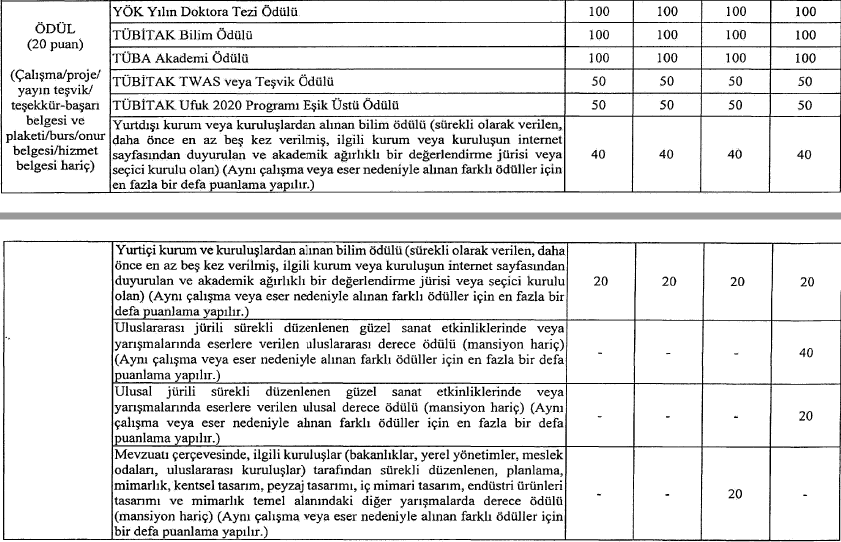 ÖDÜL
(20 puan)
(Çalışma/proje/
yayın teşvik/
teşekkür-başarı
belgesi ve
plaketi/burs/onur
belgesi/hizmet
belgesi hariç)
YÖK Yılın Doktora Tezi Ödülü 100 100 100 100
TÜBİTAK Bilim Ödülü 100 100 100 100
TÜBA Akademi Ödülü 100 100 100 100
TÜBİTAK TWAS veya Teşvik Ödülü 50 50 50 50
TÜBİTAK Ufuk 2020 Programı Eşik Üstü Ödülü 50 50 50 50
Yurtdışı kurum veya kuruluşlardan alınan bilim ödülü (sürekli olarak verilen,
daha önce en az beş kez verilmiş, ilgili kurum veya kuruluşun internet
sayfasından duyurulan ve akademik ağırlıklı bir değerlendirme jürisi veya
seçici kurulu olan) (Aynı çalışma veya eser nedeniyle alınan farklı ödüller için
en fazla bir defa puanlama yapılır.)
40 40 40 40
Yurtiçi kurum ve kuruluşlardan alınan bilim ödülü (sürekli olarak verilen, daha
önce en az beş kez verilmiş, ilgili kurum veya kuruluşun internet sayfasından
duyurulan ve akademik ağırlıklı bir değerlendirme jürisi veya seçici kurulu
olan) (Aynı çalışma veya eser nedeniyle alınan farklı ödüller için en fazla bir
defa puanlama yapılır.)
20 20 20 20
Uluslararası jürili sürekli düzenlenen güzel sanat etkinliklerinde veya
yarışmalarında eserlere verilen uluslararası derece ödülü (mansiyon hariç)
(Aynı çalışma veya eser nedeniyle alınan farklı ödüller için en fazla bir defa
puanlama yapılır.)
- - - 40
Ulusal jürili sürekli düzenlenen güzel sanat etkinliklerinde veya
yarışmalarında eserlere verilen ulusal derece ödülü (mansiyon hariç) (Aynı
çalışma veya eser nedeniyle alınan farklı ödüller için en fazla bir defa
puanlama yapılır.)
- - - 20
Mevzuatı çerçevesinde, ilgili kuruluşlar (bakanlıklar, yerel yönetimler, meslek
odaları, uluslararası kuruluşlar) tarafından sürekli düzenlenen, planlama,
mimarlık, kentsel tasarım, peyzaj tasarımı, iç mimari tasarım, endüstri ürünleri
tasarımı ve mimarlık temel alanındaki diğer yarışmalarda derece ödülü
(mansiyon hariç) (Aynı çalışma veya eser nedeniyle alınan farklı ödüller için
bir defa puanlama yapılır.)
- - 20 -